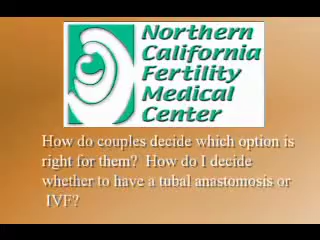 Northern
California
Fertility
Medical
Center
How do couples decide which option is
right for them?  How do I decide
whether to have a tubal anastomosis or
IVF?